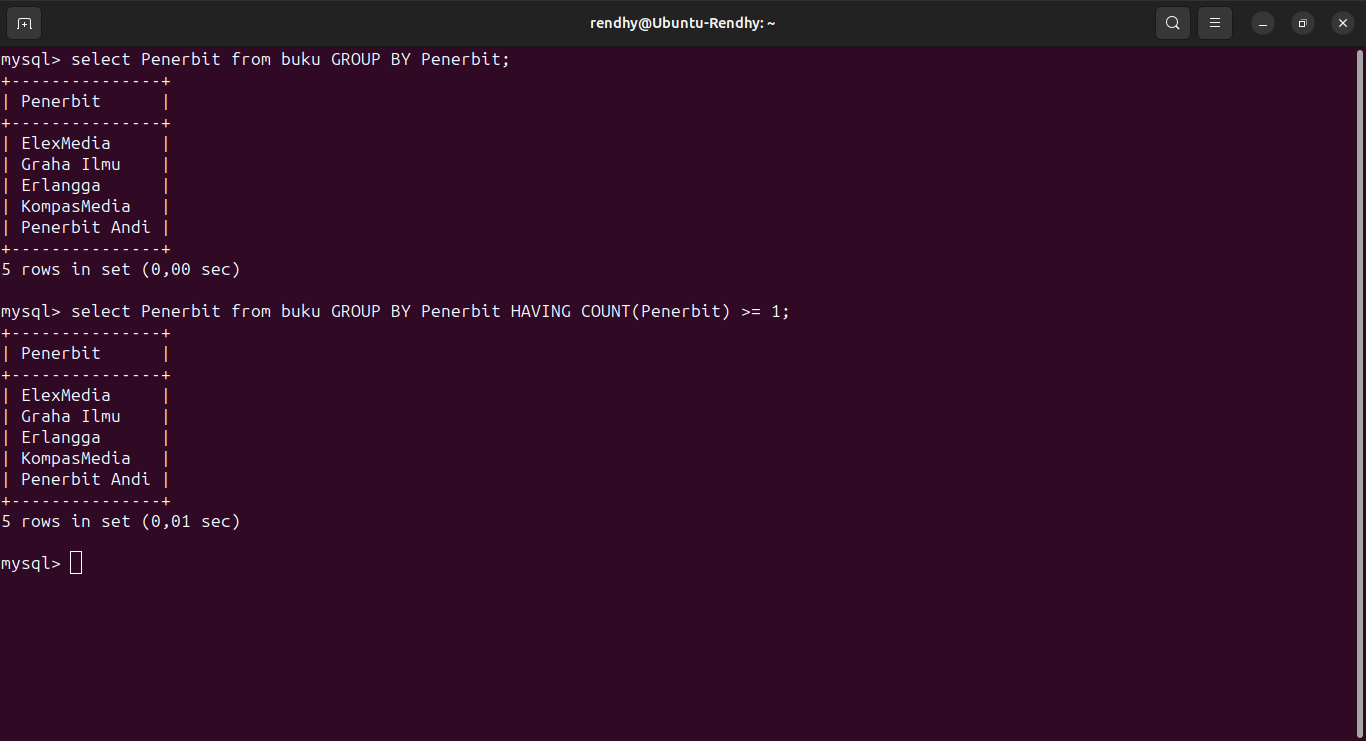 rendhy@Ubuntu-Rendhy: ~
mysql> select Penerbit from buku GROUP BY Penerbit;
+---------------+
| Penerbit      |
+---------------+
| ElexMedia     |
| Graha Ilmu    |
| Erlangga      |
| KompasMedia   |
| Penerbit Andi |
+---------------+
5 rows in set (0,00 sec)

mysql> select Penerbit from buku GROUP BY Penerbit HAVING COUNT(Penerbit) >= 1;
+---------------+
| Penerbit      |
+---------------+
| ElexMedia     |
| Graha Ilmu    |
| Erlangga      |
| KompasMedia   |
| Penerbit Andi |
+---------------+
5 rows in set (0,01 sec)

mysql>